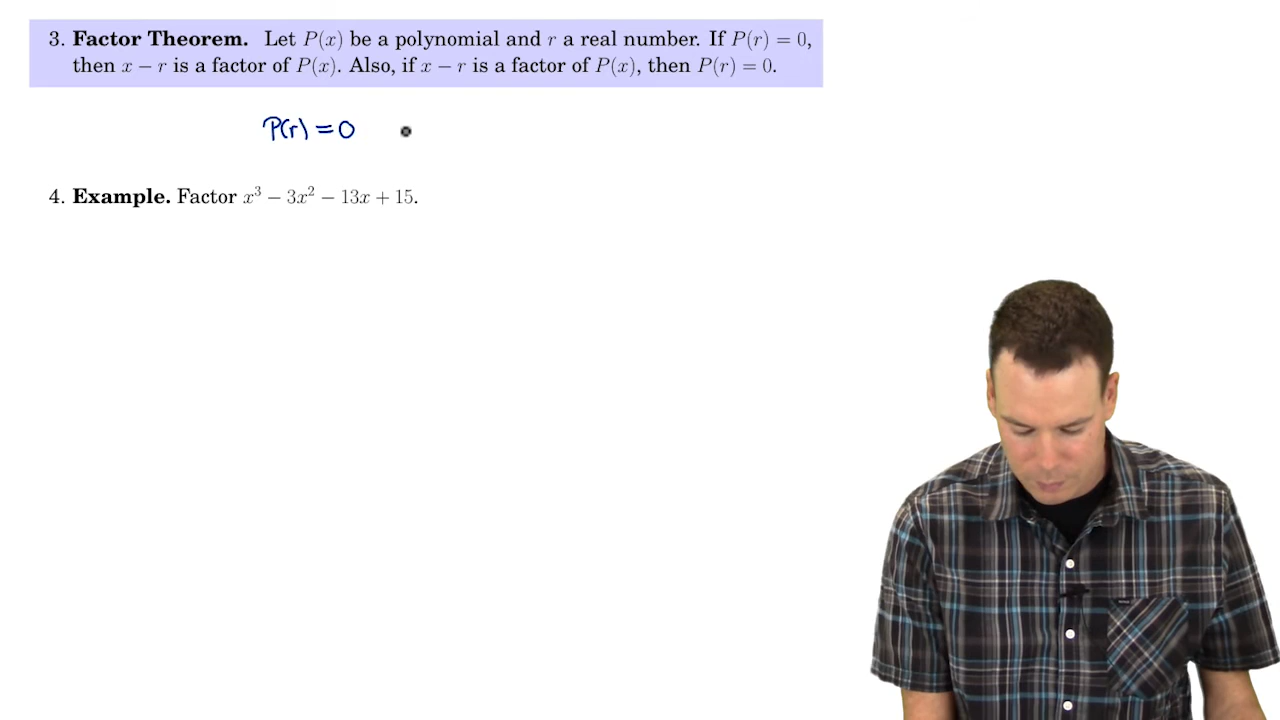 3. Factor Theorem. Let P(x) be a polynomial and r a real number. If P(r) = 0,
then x − r is a factor of P(x). Also, if x − r is a factor of P(x), then P(r) = 0.
P(r) = 0
4. Example. Factor x³ − 3x² − 13x + 15.